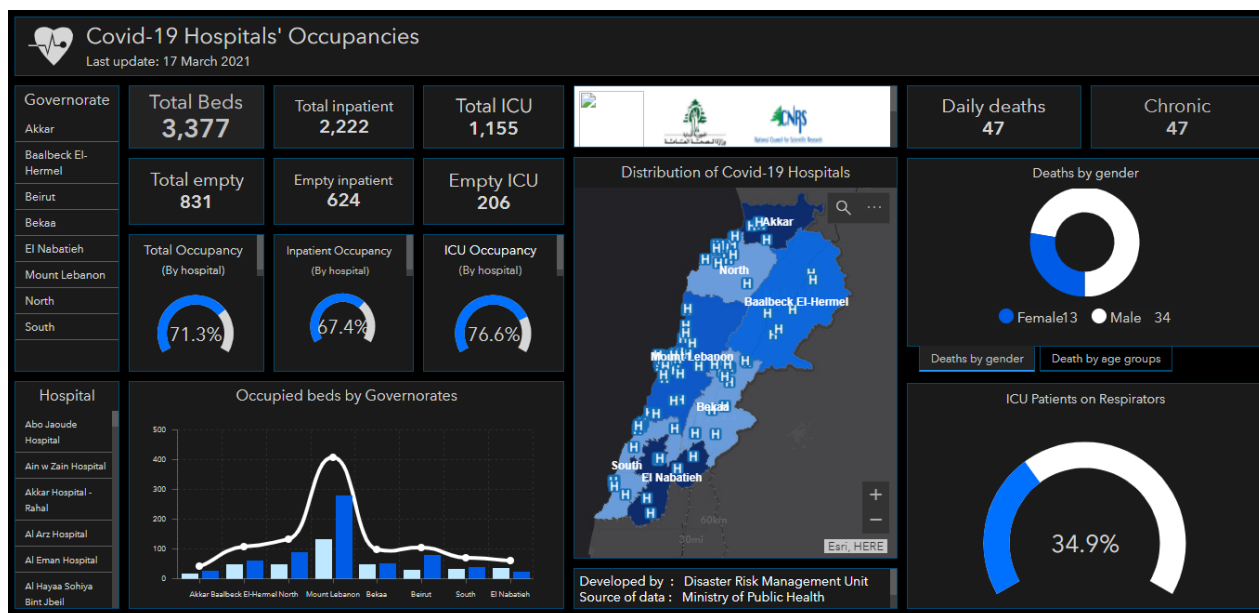 Covid-19 Hospitals' Occupancies
Last update: 17 March 2021
Governorate
Akkar
Baalbeck El-
Hermel
Beirut
Bekaa
El Nabatieh
Mount Lebanon
North
South
Total Beds
3,377
Total inpatient
2,222
Total ICU
1,155
Total empty
831
Empty inpatient
624
Empty ICU
206
Total Occupancy
(By hospital)
71.3%
Inpatient Occupancy
(By hospital)
67.4%
ICU Occupancy
(By hospital)
76.6%
CNRS
National Council for Scientific Research
Daily deaths
47
Chronic
47
Distribution of Covid-19 Hospitals
Akkar
North
Baalbeck El-Hermel
Mount Lebanon
Bekaa
South
El Nabatieh
60km
30mi
Esri, HERE
Deaths by gender
Female13 Male 34
Deaths by gender
Death by age groups
ICU Patients on Respirators
34.9%
Hospital
Abo Jaoude
Hospital
Ain w Zain Hospital
Akkar Hospital -
Rahal
Al Arz Hospital
Al Eman Hospital
Al Hayaa Sohiya
Bint Jbeil
Occupied beds by Governorates
500
400
300
200
100
0
Akkar Baalbeck El-Hermel North Mount Lebanon Bekaa Beirut South El Nabatieh
Developed by : Disaster Risk Management Unit
Source of data : Ministry of Public Health